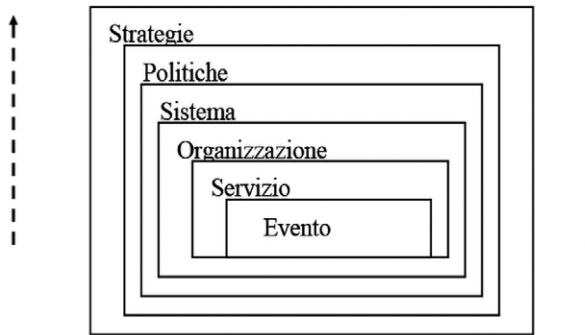 Strategie
Politiche
Sistema
Organizzazione
Servizio
Evento